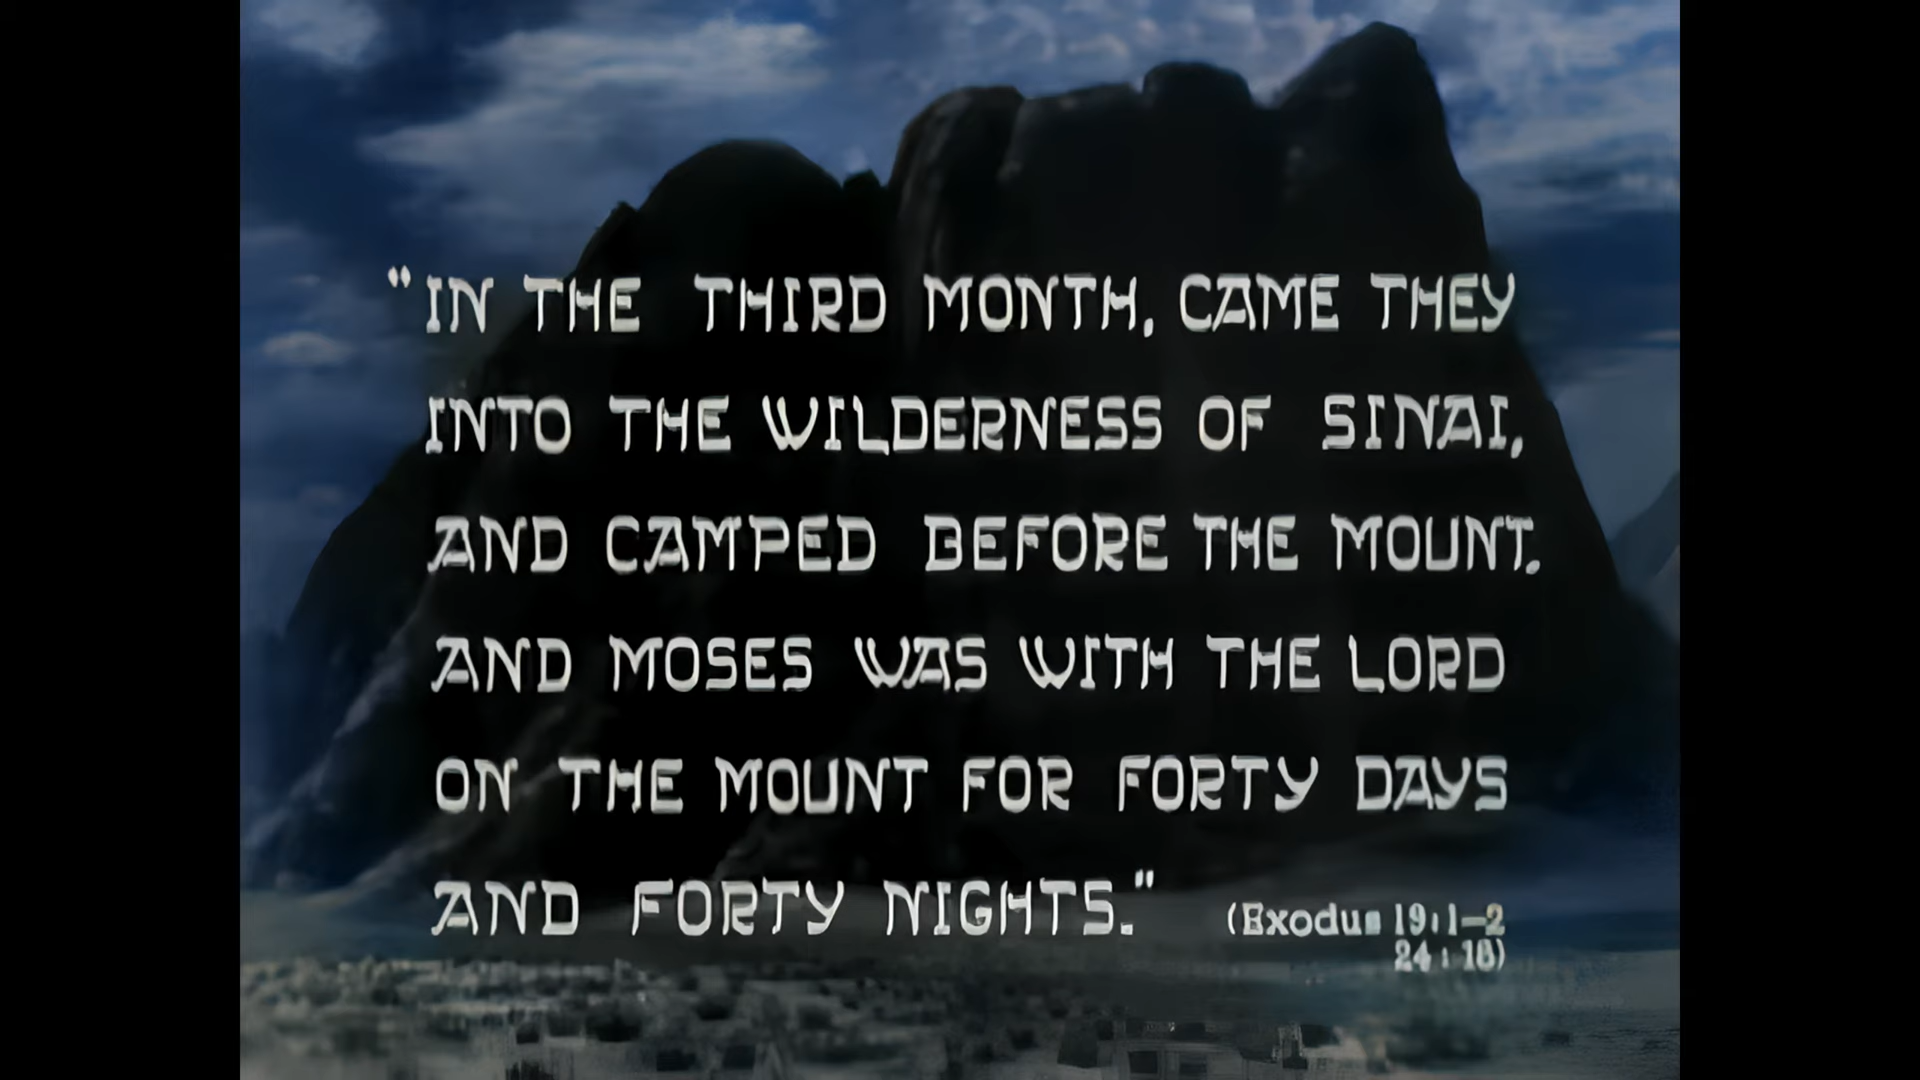 "IN THE THIRD MONTH, CAME THEY
INTO THE WILDERNESS OF SINAI,
AND CAMPED BEFORE THE MOUNT.
AND MOSES WAS WITH THE LORD
ON THE MOUNT FOR FORTY DAYS
AND FORTY NIGHTS."
(Exodus 19:1-2
24:18)